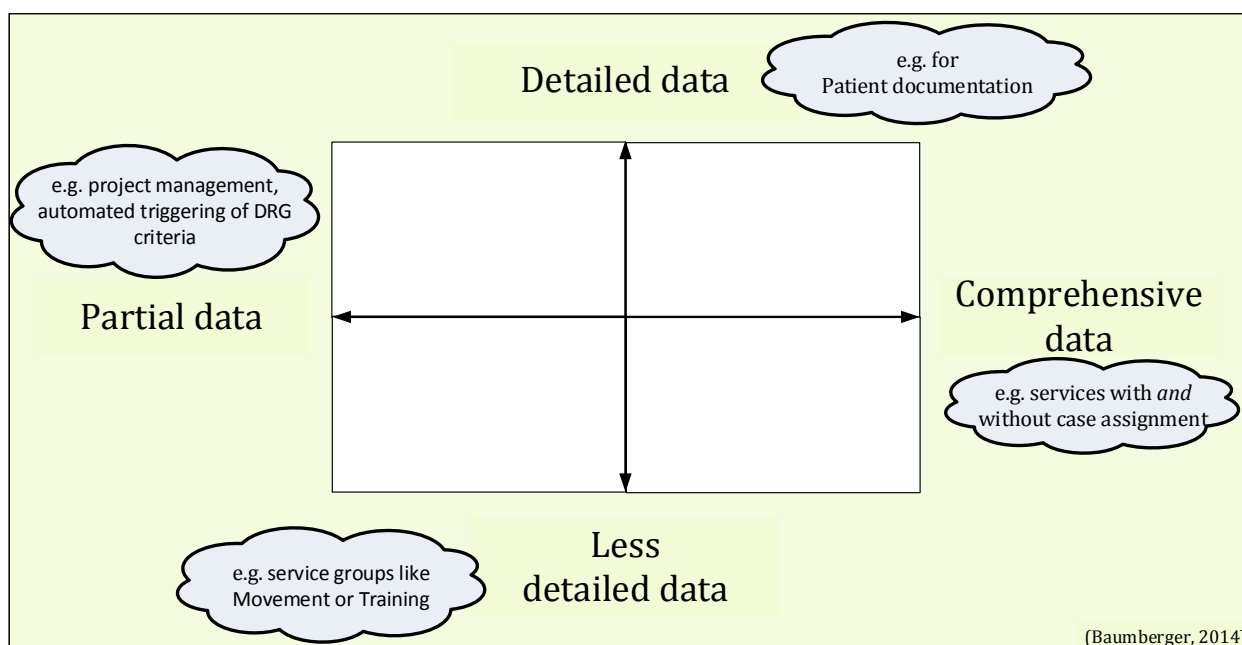 Detailed data
e.g. for
Patient documentation
e.g. project management,
automated triggering of DRG
criteria
Partial data
Comprehensive
data
e.g. services with and
without case assignment
Less
detailed data
e.g. service groups like
Movement or Training
(Baumberger, 2014)